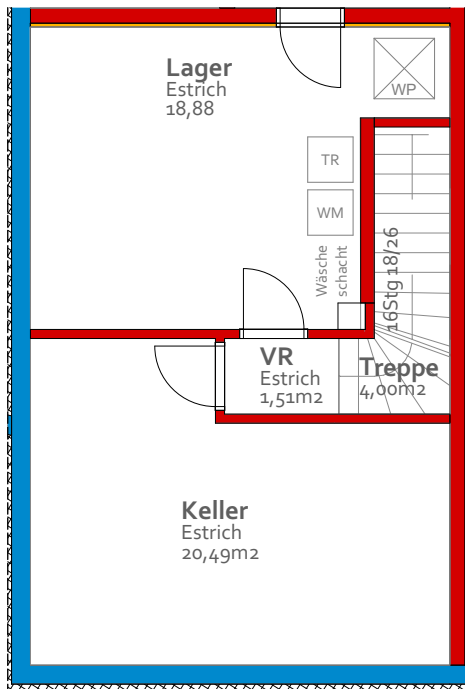 Lager
Estrich
18,88
WP
TR
WM
Wäsche
schacht
16Stg 18/26
VR
Estrich
1,51m2
Treppe
4,00m2
Keller
Estrich
20,49m2